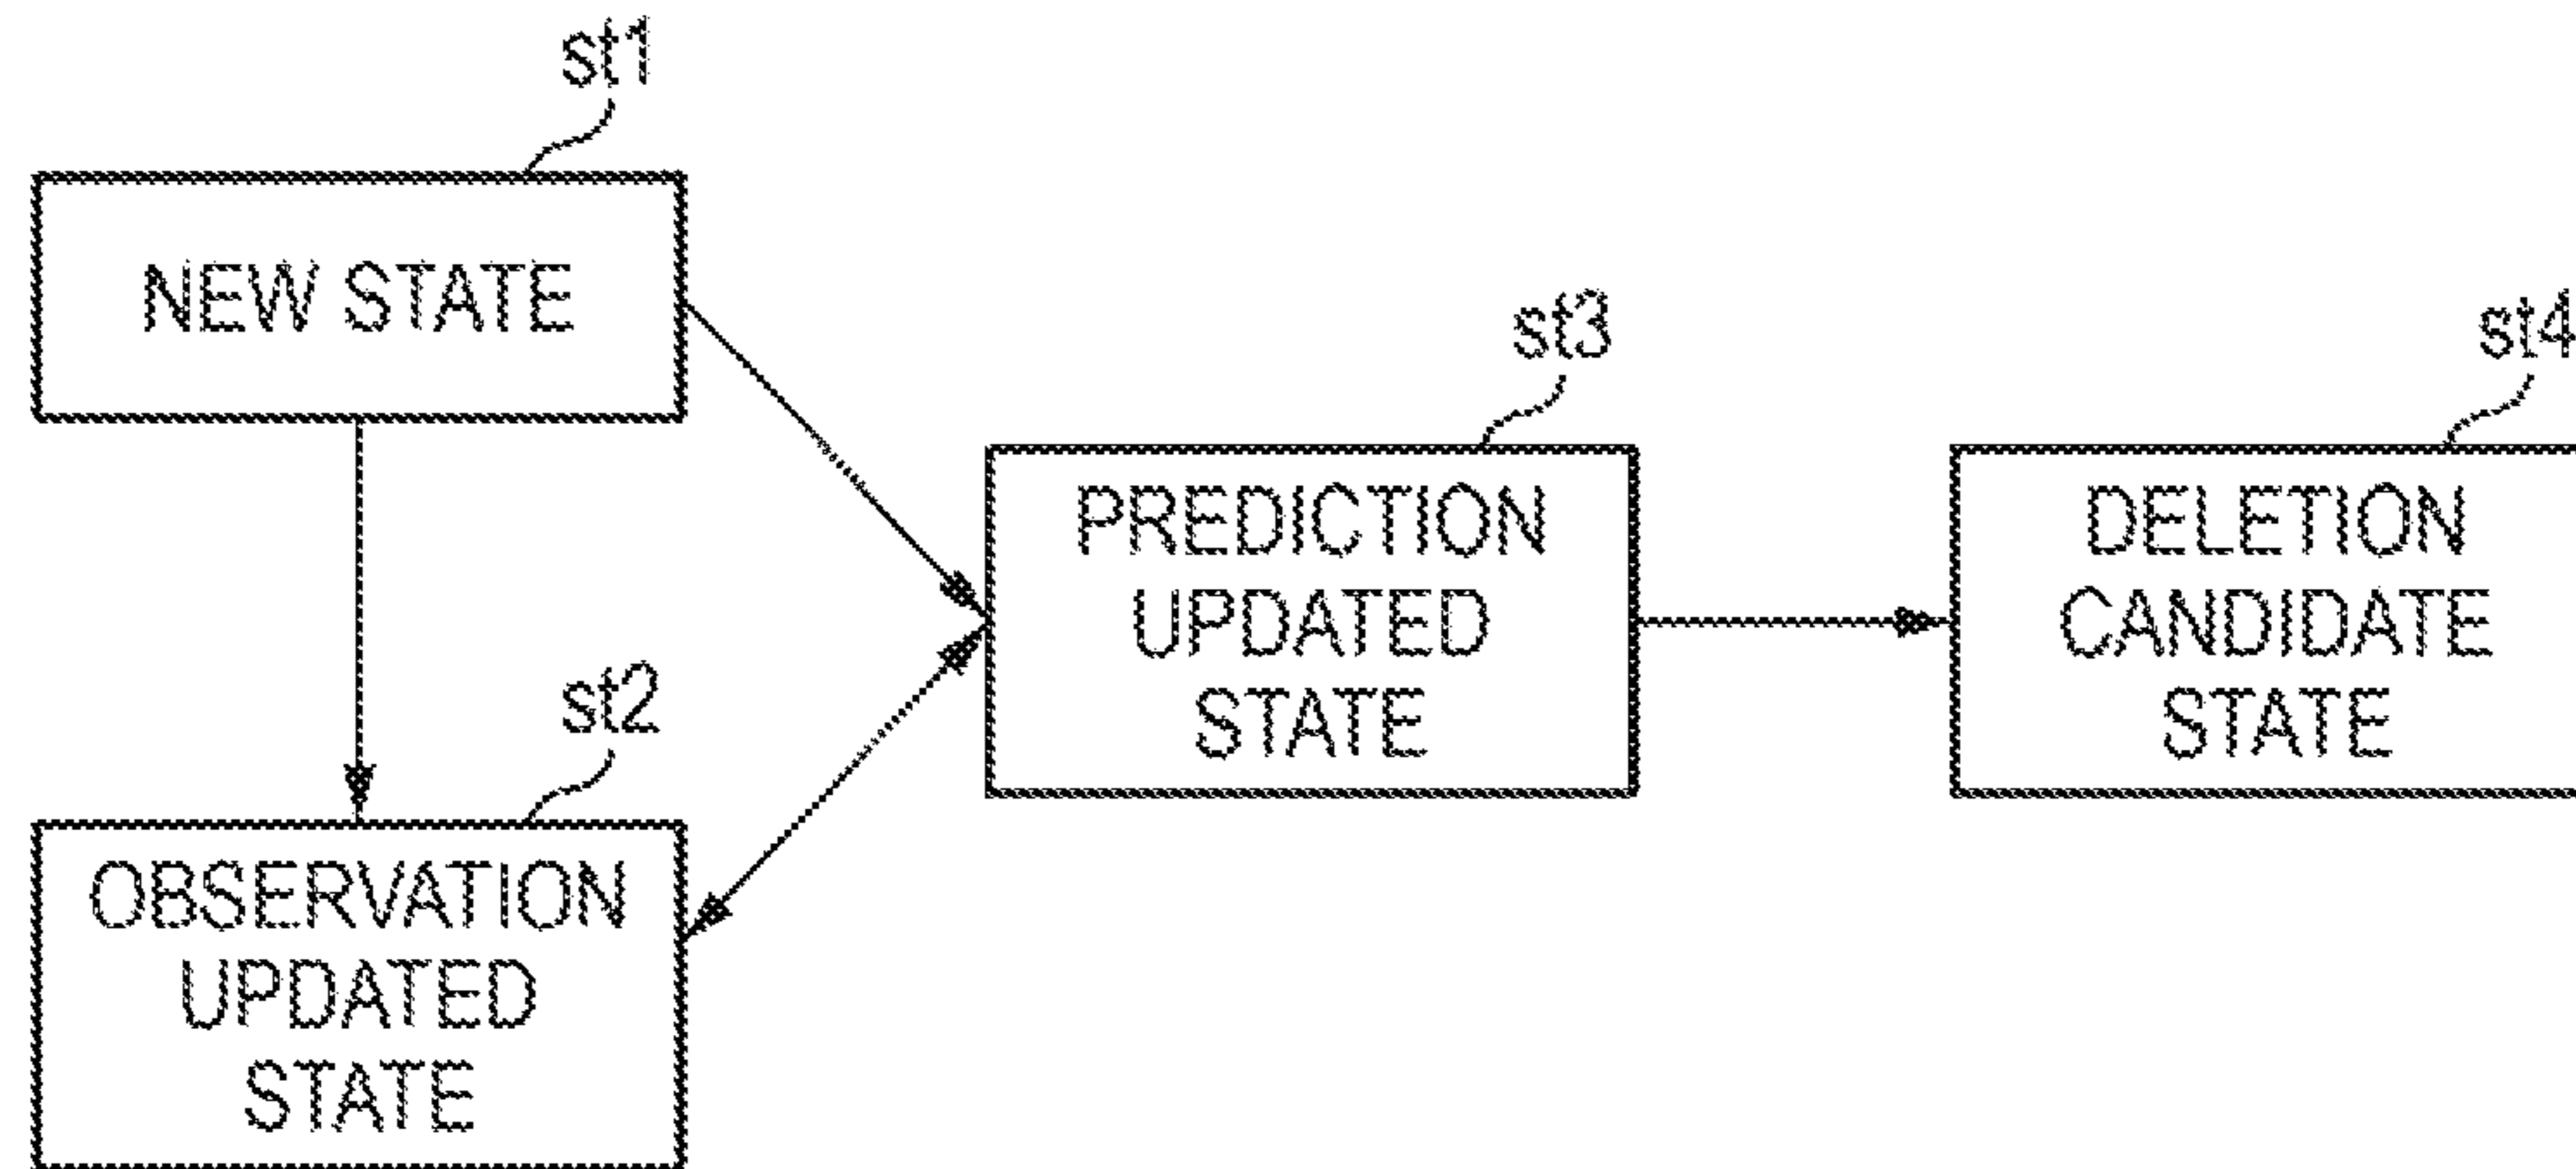 st1
NEW STATE
st3
PREDICTION
UPDATED
STATE
st4
DELETION
CANDIDATE
STATE
st2
OBSERVATION
UPDATED
STATE